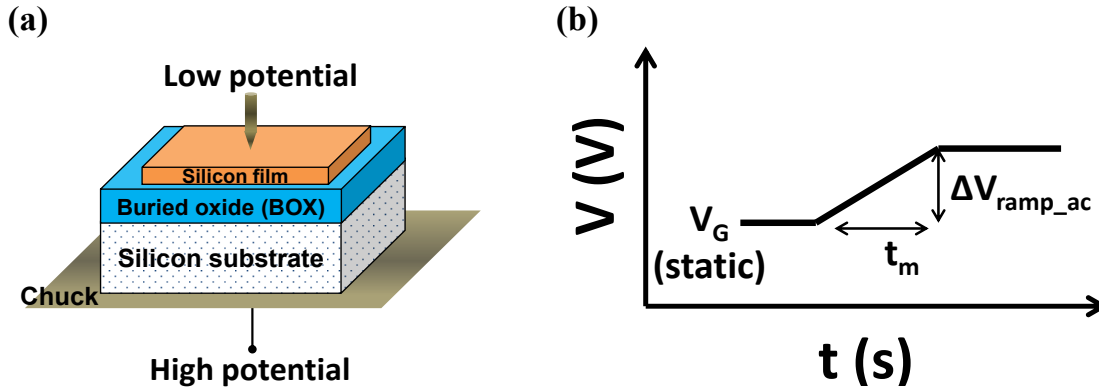 (a)
Low potential
Silicon film
Buried oxide (BOX)
Silicon substrate
Chuck
High potential
(b)
V (V)
V_G
(static)
ΔV_ramp_ac
t_m
t (s)